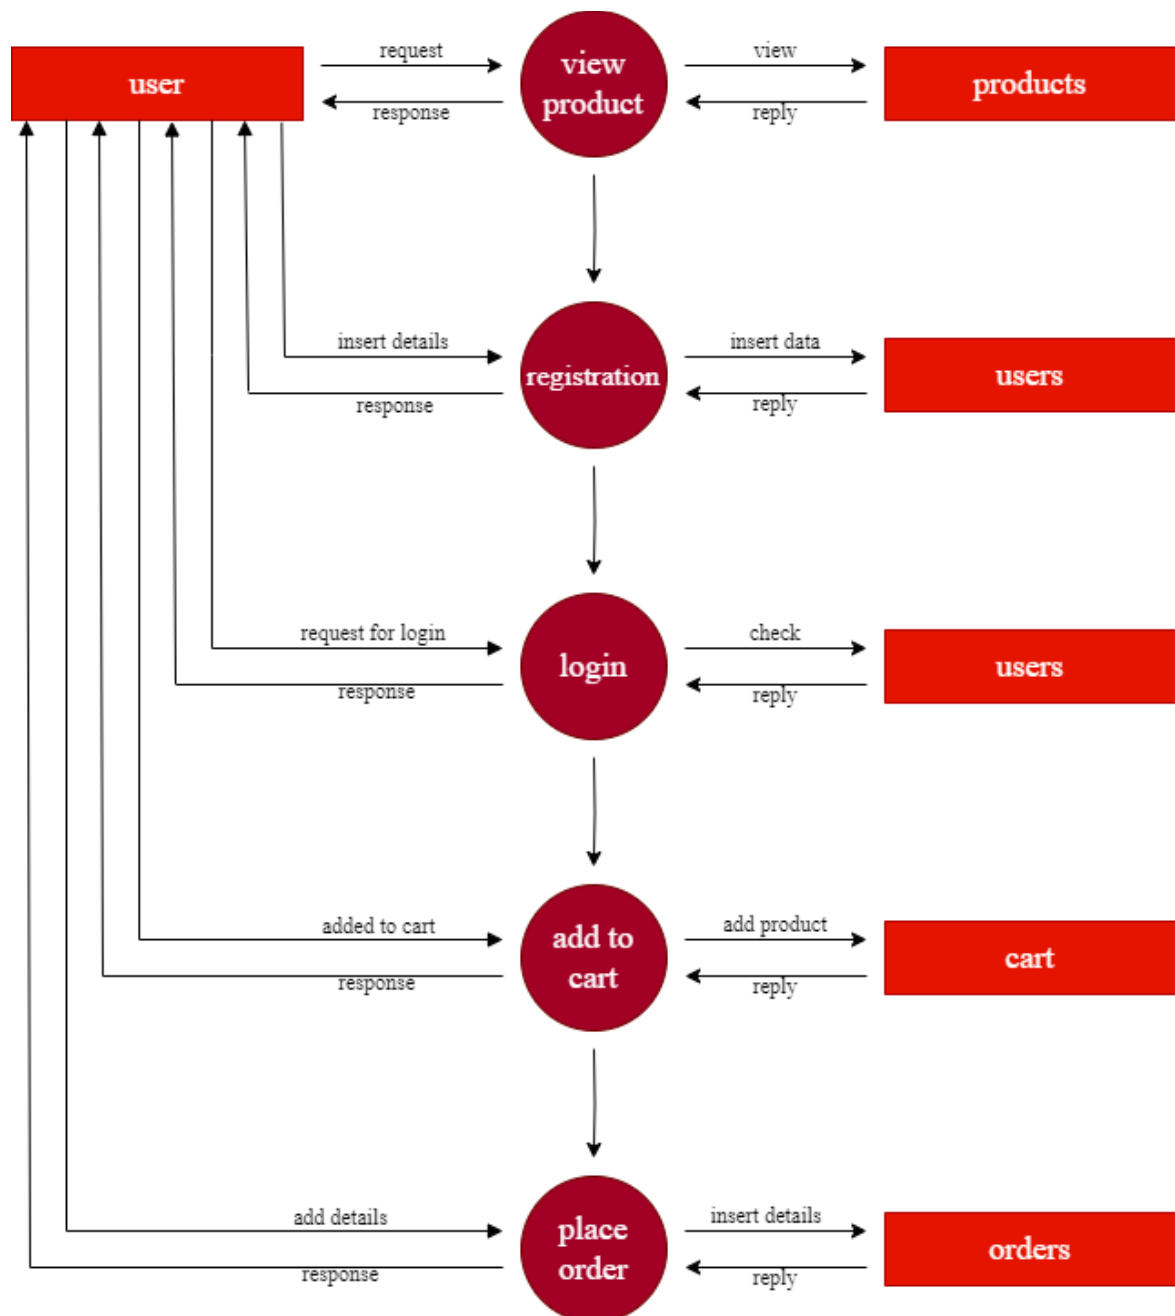 user
request
response
view
product
view
reply
products
insert details
response
registration
insert data
reply
users
request for login
response
login
check
reply
users
added to cart
response
add to
cart
add product
reply
cart
add details
response
place
order
insert details
reply
orders